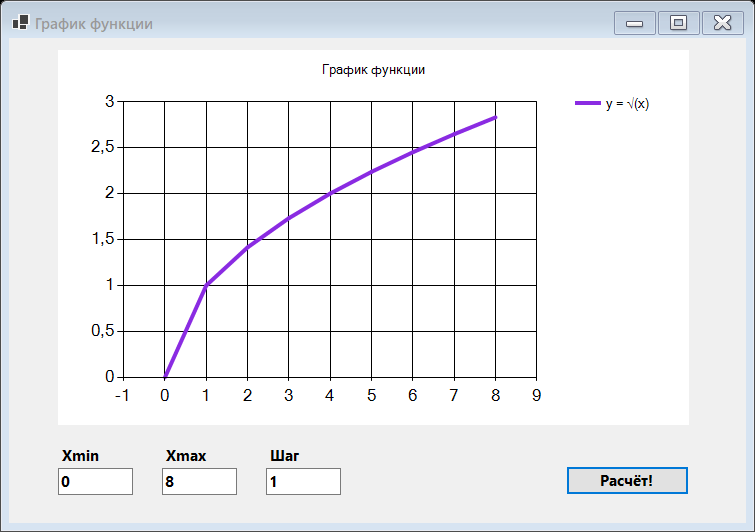 График функции
График функции
y = √(x)
3
2,5
2
1,5
1
0,5
0
-1 0 1 2 3 4 5 6 7 8 9
Xmin Xmax Шаг
0 8 1 Расчёт!